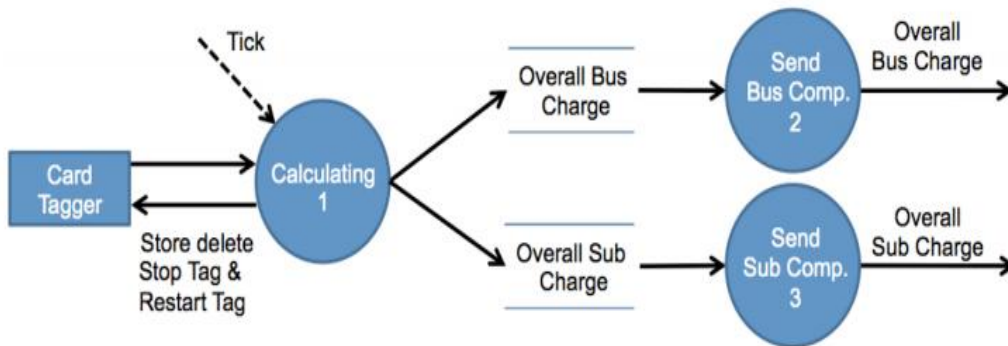 Tick
Card
Tagger
Calculating
1
Store delete
Stop Tag &
Restart Tag
Overall Bus
Charge
Send
Bus Comp.
2
Overall
Bus Charge
Overall Sub
Charge
Send
Sub Comp.
3
Overall
Sub Charge